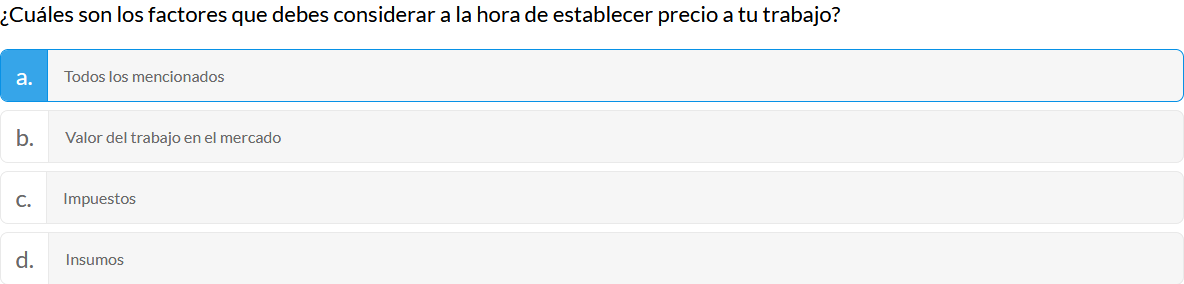 ¿Cuáles son los factores que debes considerar a la hora de establecer precio a tu trabajo?
a. Todos los mencionados
b. Valor del trabajo en el mercado
c. Impuestos
d. Insumos